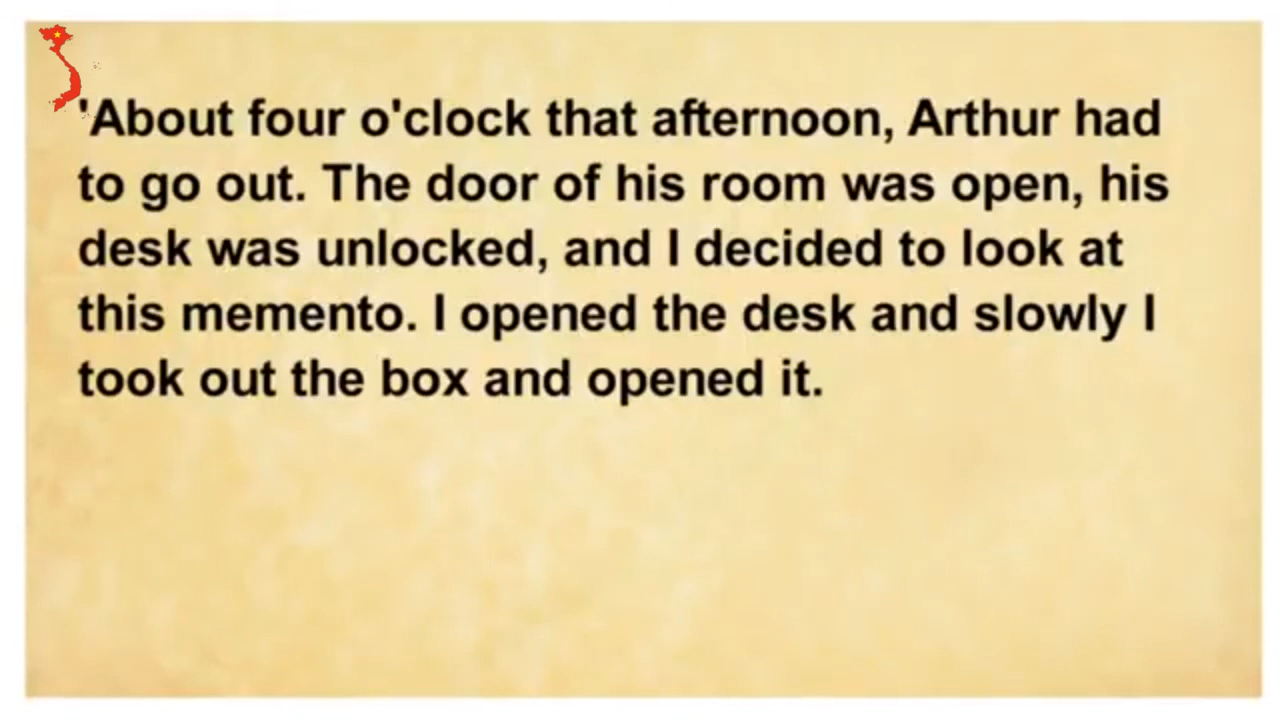 'About four o'clock that afternoon, Arthur had
to go out. The door of his room was open, his
desk was unlocked, and I decided to look at
this memento. I opened the desk and slowly I
took out the box and opened it.